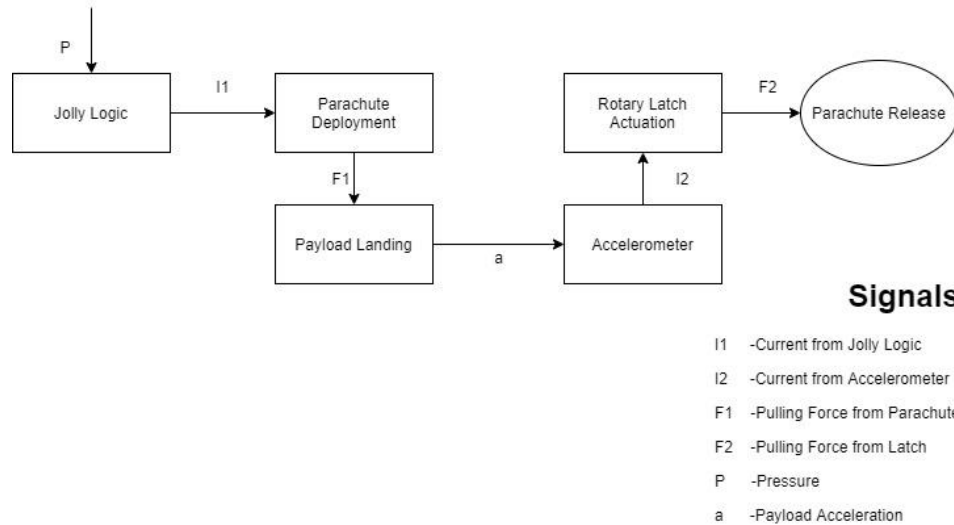 P
Jolly Logic
I1
Parachute
Deployment
F1
Payload Landing
a
Accelerometer
I2
Rotary Latch
Actuation
F2
Parachute Release
Signals
I1 -Current from Jolly Logic
I2 -Current from Accelerometer
F1 -Pulling Force from Parachute
F2 -Pulling Force from Latch
P -Pressure
a -Payload Acceleration